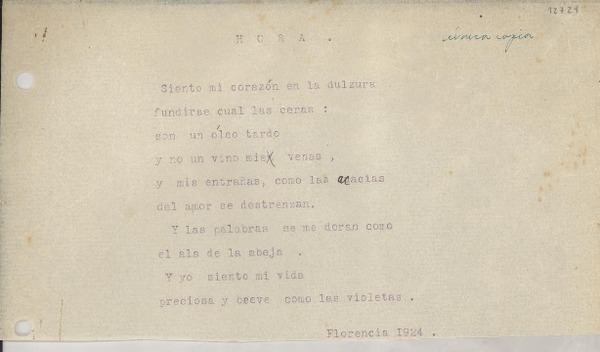 12724
H O R A .
única copia
Siento mi corazón en la dulzura
fundirse cual las ceras :
son un óleo tardo
y no un vino mis venas ,
y mis entrañas, como las acacias
del amor se destrenzan.
Y las palabras se me doran como
el als de la abeja .
Y yo siento mi vida
preciosa y breve como las violetas .
Florencia 1924 .